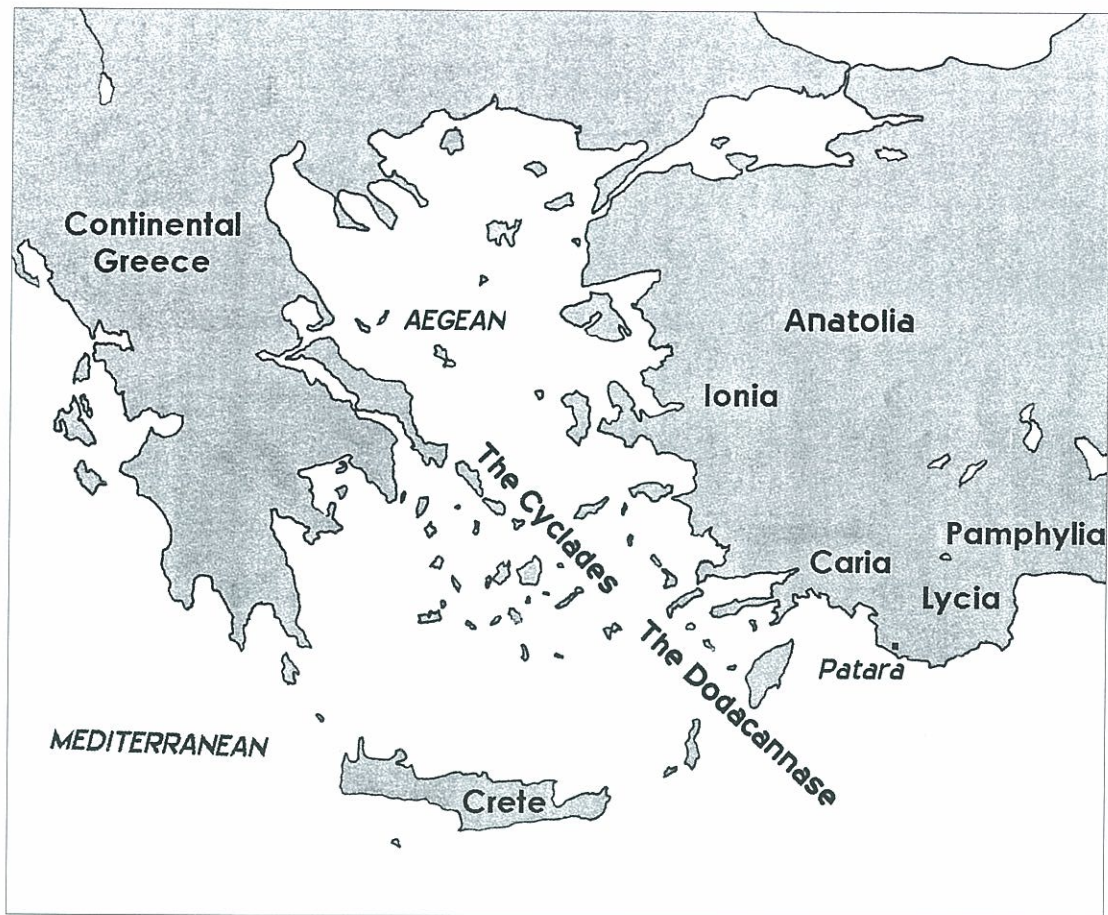 Continental
Greece
AEGEAN
Anatolia
Ionia
The Cyclades
Pamphylia
Caria
Lycia
The Dodacannase
Patara
MEDITERRANEAN
Crete